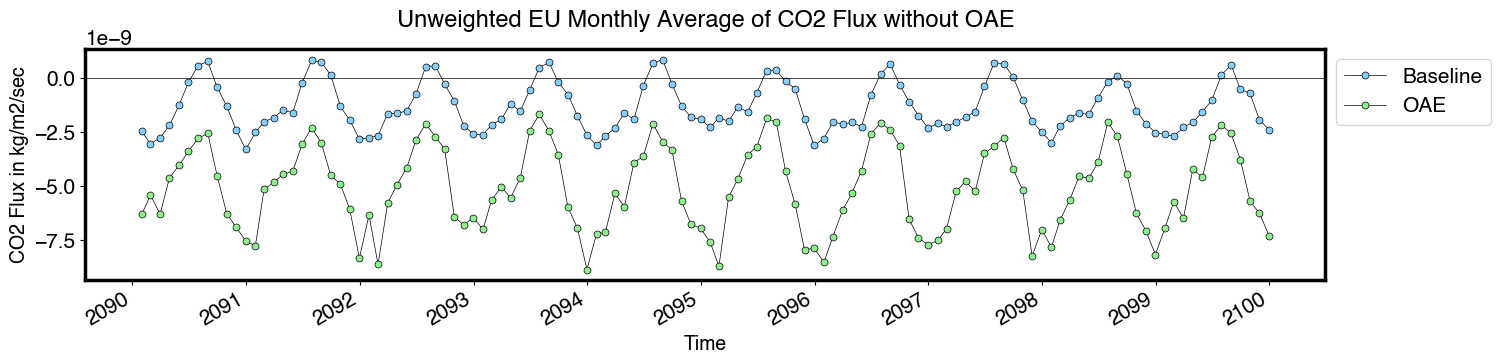 Unweighted EU Monthly Average of CO2 Flux without OAE
1e−9
CO2 Flux in kg/m2/sec
0.0
−2.5
−5.0
−7.5
2090
2091
2092
2093
2094
2095
2096
2097
2098
2099
2100
Time
Baseline
OAE